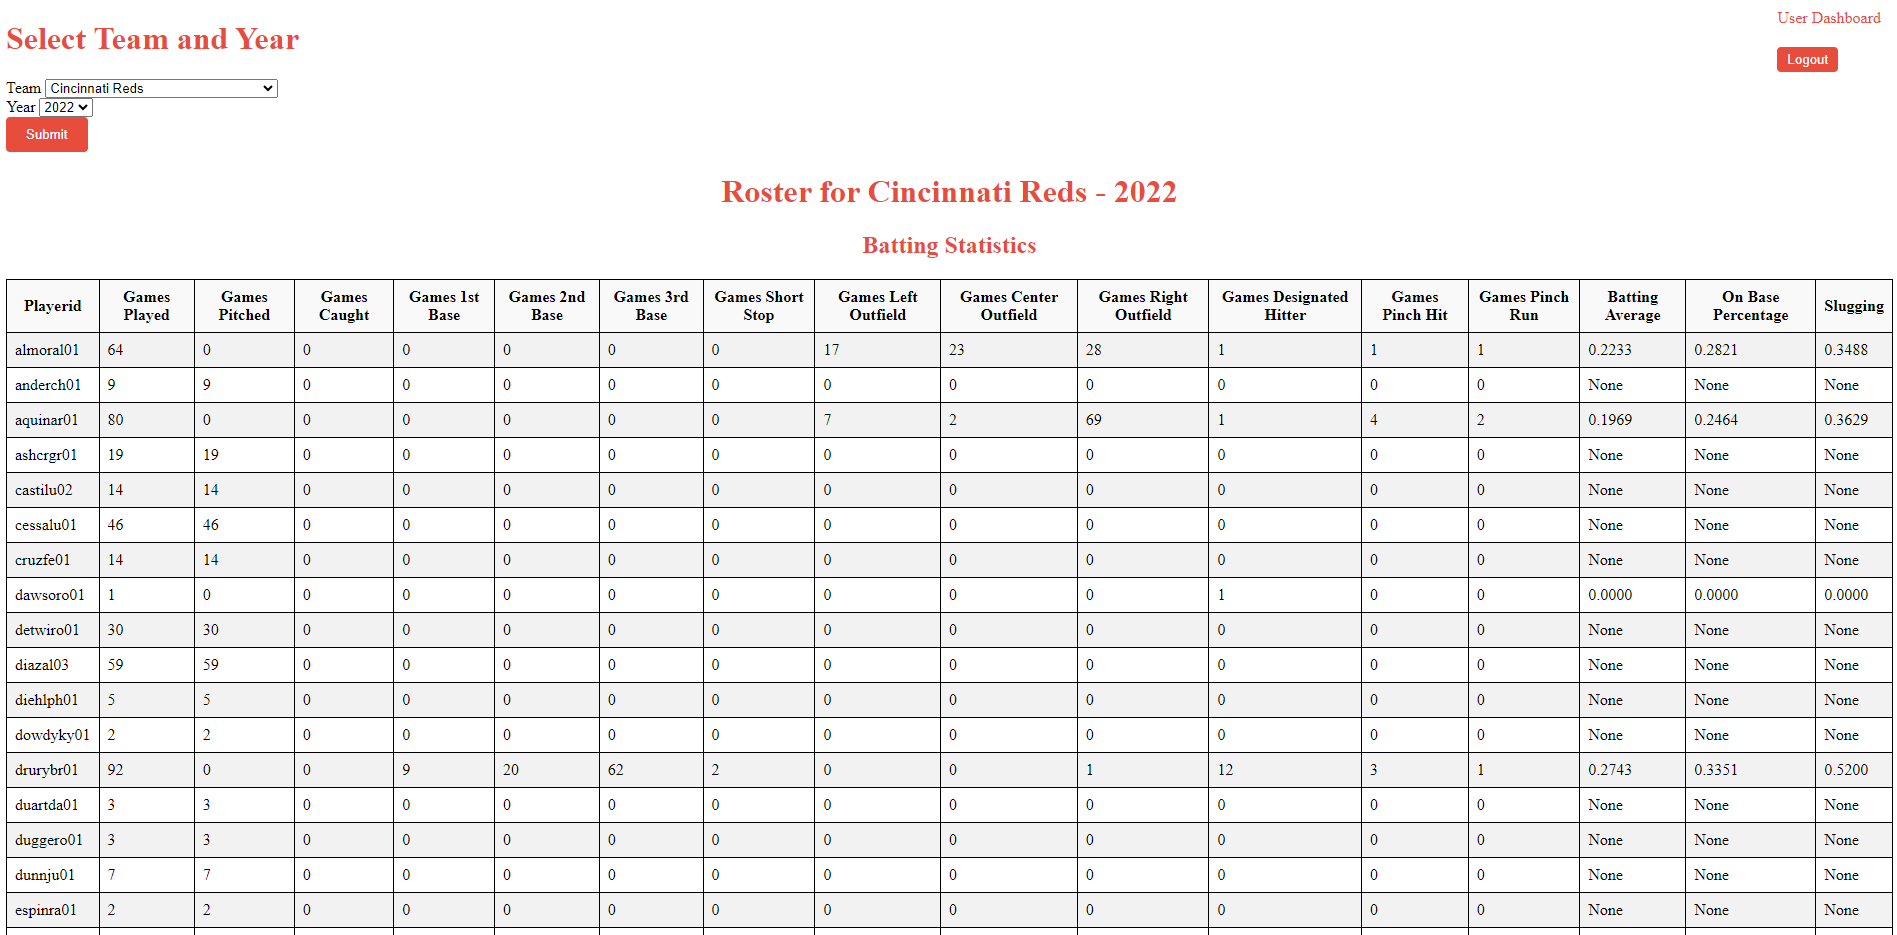 Select Team and Year
User Dashboard
Logout
Team Cincinnati Reds
Year 2022
Submit
Roster for Cincinnati Reds - 2022
Batting Statistics
Playerid Games Played Games Pitched Games Caught Games 1st Base Games 2nd Base Games 3rd Base Games Short Stop Games Left Outfield Games Center Outfield Games Right Outfield Games Designated Hitter Games Pinch Hit Games Pinch Run Batting Average On Base Percentage Slugging
almoral01 64 0 0 0 0 0 0 17 23 28 1 1 1 0.2233 0.2821 0.3488
anderch01 9 9 0 0 0 0 0 0 0 0 0 0 0 None None None
aquinar01 80 0 0 0 0 0 0 7 2 69 1 4 2 0.1969 0.2464 0.3629
ashcrgr01 19 19 0 0 0 0 0 0 0 0 0 0 0 None None None
castilu02 14 14 0 0 0 0 0 0 0 0 0 0 0 None None None
cessalu01 46 46 0 0 0 0 0 0 0 0 0 0 0 None None None
cruzfe01 14 14 0 0 0 0 0 0 0 0 0 0 0 None None None
dawsoro01 1 0 0 0 0 0 0 0 0 0 1 0 0 0.0000 0.0000 0.0000
detwiro01 30 30 0 0 0 0 0 0 0 0 0 0 0 None None None
diazal03 59 59 0 0 0 0 0 0 0 0 0 0 0 None None None
diehlph01 5 5 0 0 0 0 0 0 0 0 0 0 0 None None None
dowdyky01 2 2 0 0 0 0 0 0 0 0 0 0 0 None None None
drurybr01 92 0 0 9 20 62 2 0 0 1 12 3 1 0.2743 0.3351 0.5200
duartda01 3 3 0 0 0 0 0 0 0 0 0 0 0 None None None
duggero01 3 3 0 0 0 0 0 0 0 0 0 0 0 None None None
dunnju01 7 7 0 0 0 0 0 0 0 0 0 0 0 None None None
espinra01 2 2 0 0 0 0 0 0 0 0 0 0 0 None None None